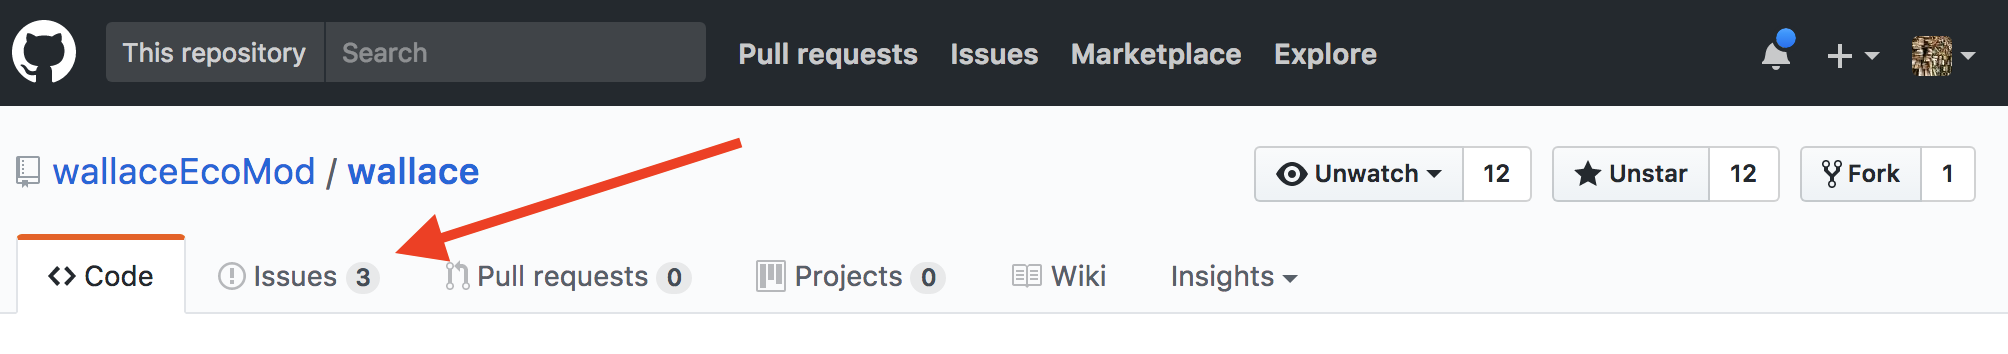 This repository Search Pull requests Issues Marketplace Explore
wallaceEcoMod / wallace Unwatch 12 Unstar 12 Fork 1
Code Issues 3 Pull requests 0 Projects 0 Wiki Insights